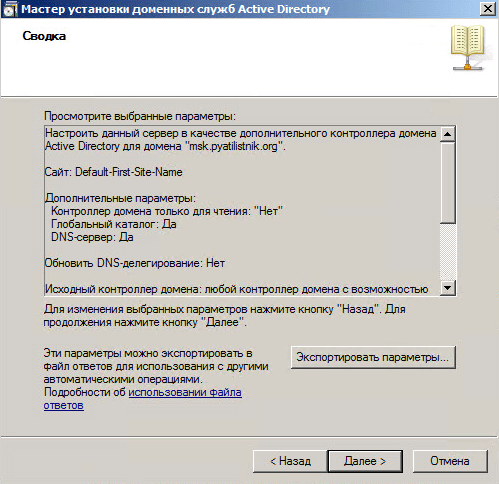 Мастер установки доменных служб Active Directory
Сводка
Просмотрите выбранные параметры:
Настроить данный сервер в качестве дополнительного контроллера домена
Active Directory для домена "msk.pyatilistnik.org".
Сайт: Default-First-Site-Name
Дополнительные параметры:
Контроллер домена только для чтения: "Нет"
Глобальный каталог: Да
DNS-сервер: Да
Обновить DNS-делегирование: Нет
Исходный контроллер домена: любой контроллер домена с возможностью
Для изменения выбранных параметров нажмите кнопку "Назад". Для
продолжения нажмите кнопку "Далее".
Эти параметры можно экспортировать в
файл ответов для использования с другими
автоматическими операциями.
Подробности об использовании файла
ответов
Экспортировать параметры...
< Назад
Далее >
Отмена